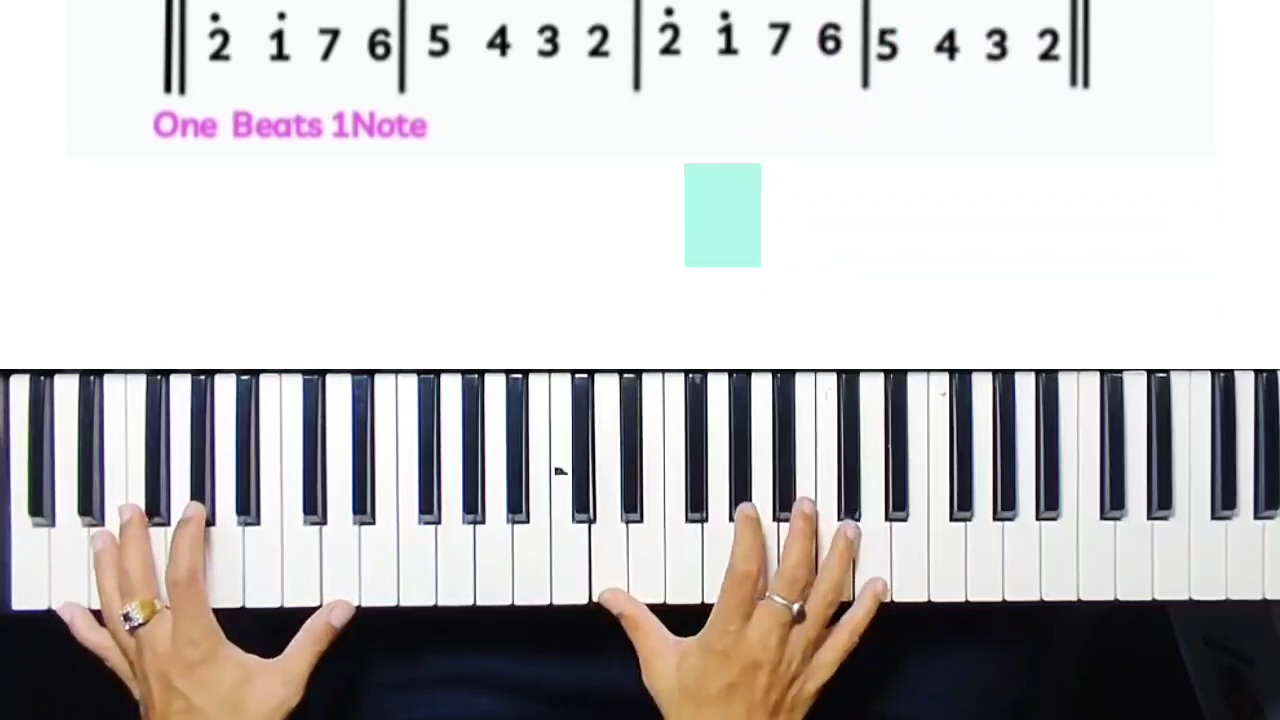 ‖ 2̇ 1̇ 7 6 | 5 4 3 2 | 2̇ 1̇ 7 6 | 5 4 3 2 ‖
One Beats 1Note